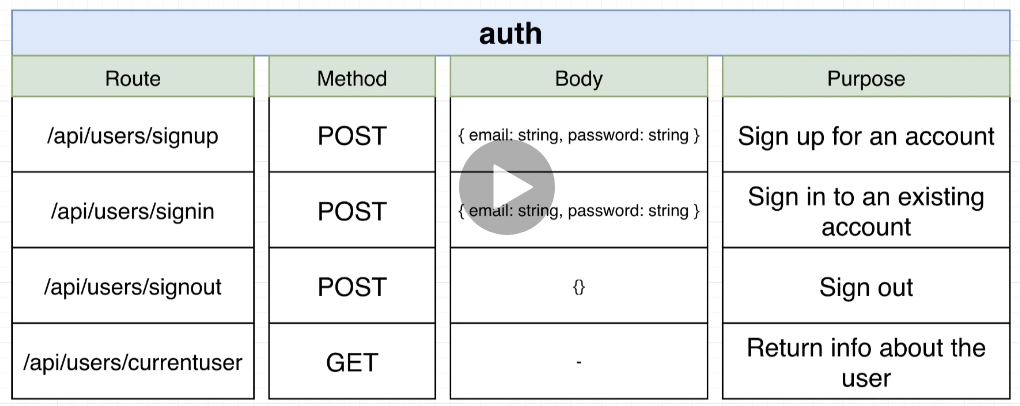 auth
Route Method Body Purpose
/api/users/signup POST { email: string, password: string } Sign up for an account
/api/users/signin POST { email: string, password: string } Sign in to an existing
account
/api/users/signout POST {} Sign out
/api/users/currentuser GET - Return info about the
user